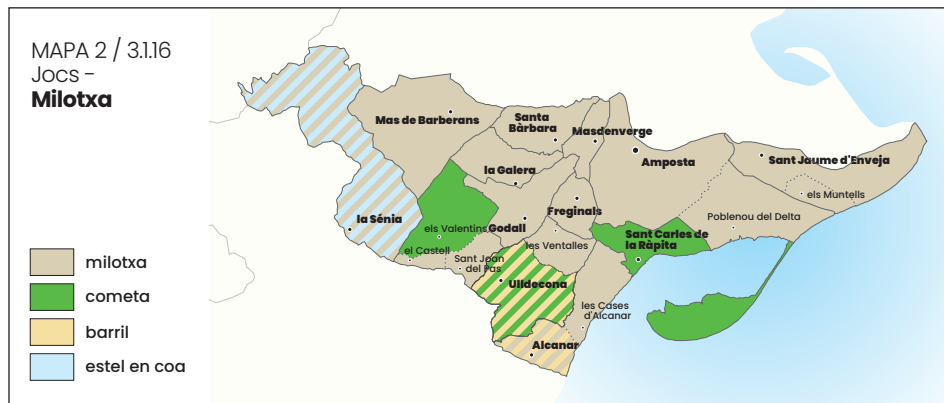 MAPA 2 / 3.1.16
Jocs -
Milotxa
milotxa
cometa
barril
estel en coa
Mas de Barberans
Santa
Bàrbara
Masdenverge
Amposta
Sant Jaume d'Enveja
els Muntells
la Galera
Freginals
Poblenou del Delta
la Sénia
els Valentins
Godall
les Ventalles
Sant Carles de
la Ràpita
el Castell
Sant Joan
del Pas
Ulldecona
les Cases
d'Alcanar
Alcanar